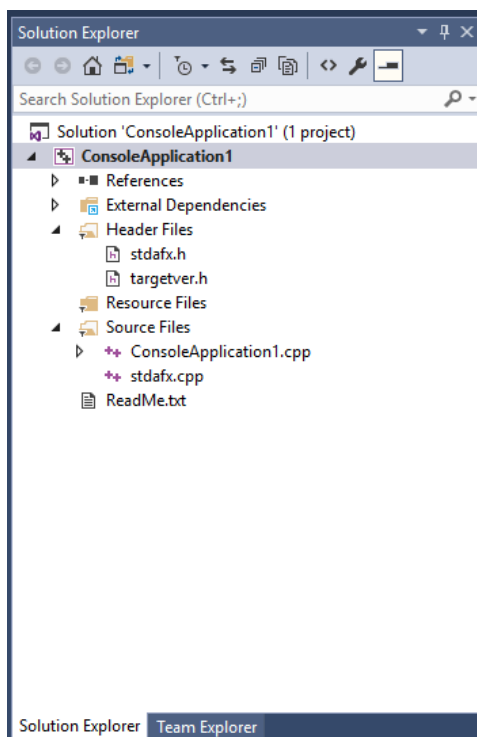 Solution Explorer
Search Solution Explorer (Ctrl+;)
Solution 'ConsoleApplication1' (1 project)
ConsoleApplication1
References
External Dependencies
Header Files
stdafx.h
targetver.h
Resource Files
Source Files
ConsoleApplication1.cpp
stdafx.cpp
ReadMe.txt
Solution Explorer Team Explorer